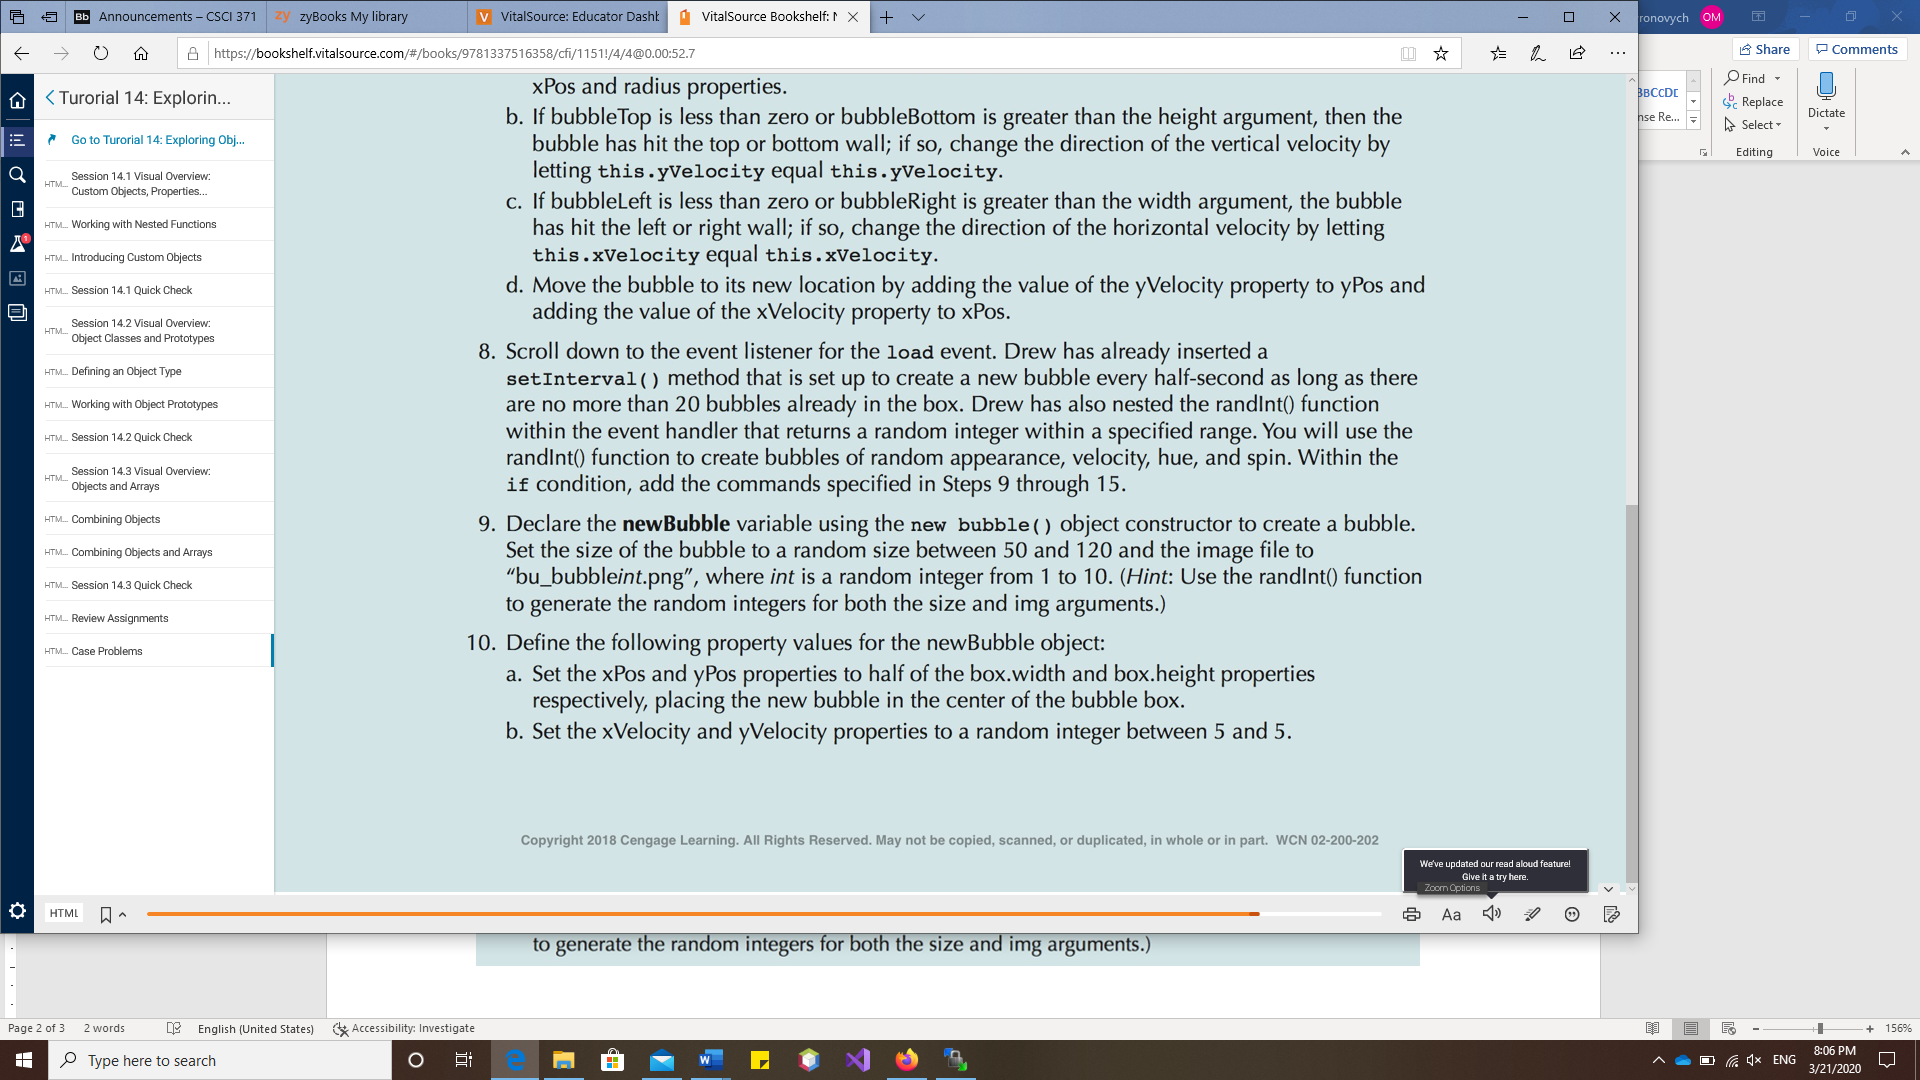 Announcements – CSCI 371
zyBooks My library
VitalSource: Educator Dashb
VitalSource Bookshelf: N
ronovych
OM
https://bookshelf.vitalsource.com/#/books/9781337516358/cfi/1151!/4/4@0.00:52.7
Share
Comments
Turorial 14: Explorin...
Go to Turorial 14: Exploring Obj...
HTM... Session 14.1 Visual Overview:
Custom Objects, Properties...
HTM... Working with Nested Functions
HTM... Introducing Custom Objects
HTM... Session 14.1 Quick Check
HTM... Session 14.2 Visual Overview:
Object Classes and Prototypes
HTM... Defining an Object Type
HTM... Working with Object Prototypes
HTM... Session 14.2 Quick Check
HTM... Session 14.3 Visual Overview:
Objects and Arrays
HTM... Combining Objects
HTM... Combining Objects and Arrays
HTM... Session 14.3 Quick Check
HTM... Review Assignments
HTM... Case Problems
xPos and radius properties.
b. If bubbleTop is less than zero or bubbleBottom is greater than the height argument, then the
bubble has hit the top or bottom wall; if so, change the direction of the vertical velocity by
letting this.yVelocity equal this.yVelocity.
c. If bubbleLeft is less than zero or bubbleRight is greater than the width argument, the bubble
has hit the left or right wall; if so, change the direction of the horizontal velocity by letting
this.xVelocity equal this.xVelocity.
d. Move the bubble to its new location by adding the value of the yVelocity property to yPos and
adding the value of the xVelocity property to xPos.
8. Scroll down to the event listener for the load event. Drew has already inserted a
setInterval() method that is set up to create a new bubble every half-second as long as there
are no more than 20 bubbles already in the box. Drew has also nested the randInt() function
within the event handler that returns a random integer within a specified range. You will use the
randInt() function to create bubbles of random appearance, velocity, hue, and spin. Within the
if condition, add the commands specified in Steps 9 through 15.
9. Declare the newBubble variable using the new bubble() object constructor to create a bubble.
Set the size of the bubble to a random size between 50 and 120 and the image file to
“bu_bubbleint.png”, where int is a random integer from 1 to 10. (Hint: Use the randInt() function
to generate the random integers for both the size and img arguments.)
10. Define the following property values for the newBubble object:
a. Set the xPos and yPos properties to half of the box.width and box.height properties
respectively, placing the new bubble in the center of the bubble box.
b. Set the xVelocity and yVelocity properties to a random integer between 5 and 5.
Copyright 2018 Cengage Learning. All Rights Reserved. May not be copied, scanned, or duplicated, in whole or in part. WCN 02-200-202
We've updated our read aloud feature!
Give it a try here.
Zoom Options
HTML
Aa
Find
Replace
Select
Editing
Dictate
Voice
nse Re...
to generate the random integers for both the size and img arguments.)
Page 2 of 3
2 words
English (United States)
Accessibility: Investigate
156%
Type here to search
ENG
8:06 PM
3/21/2020